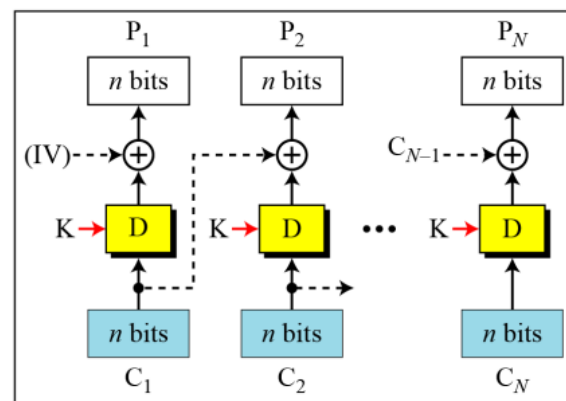 P1 P2 PN
n bits n bits n bits
(IV) CN–1
K D K D ••• K D
n bits n bits n bits
C1 C2 CN